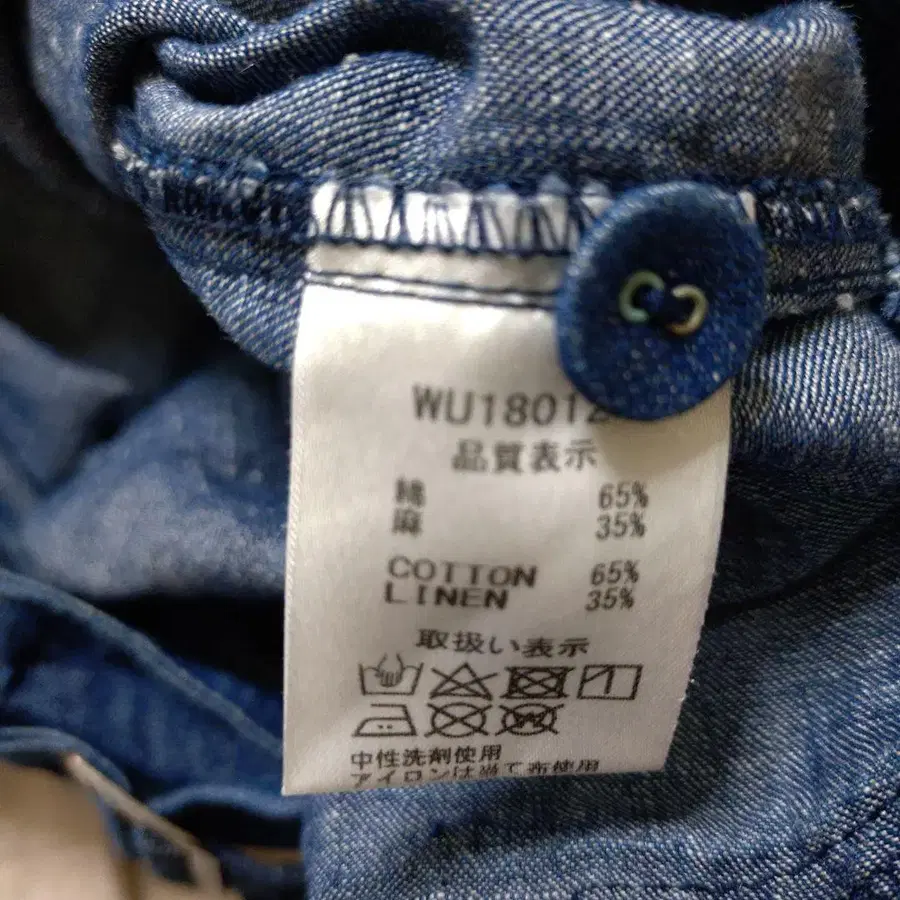 WU18012
品質表示
綿 65%
麻 35%
COTTON 65%
LINEN 35%
取扱い表示
中性洗剤使用
アイロンは当て布使用